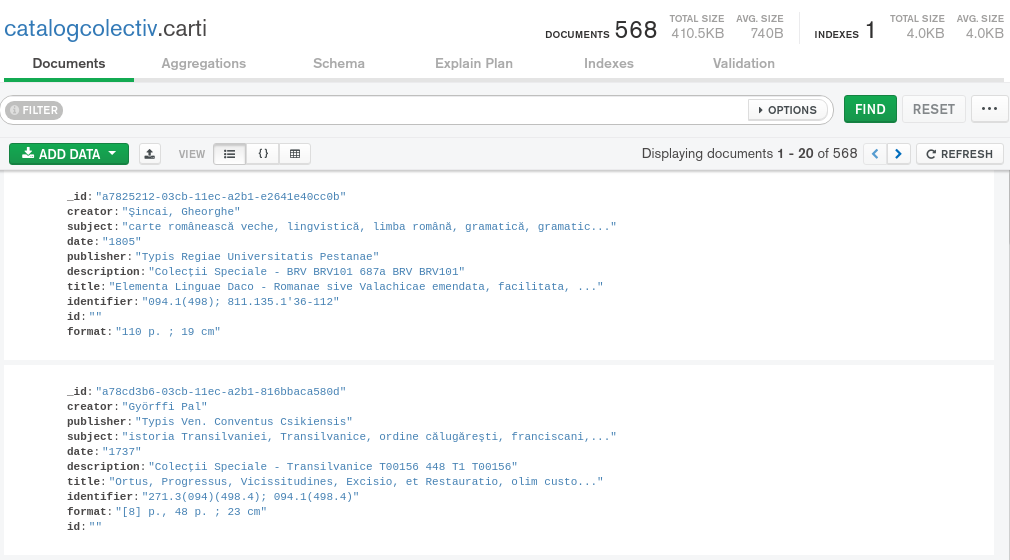 catalogcolectiv.carti
DOCUMENTS 568 TOTAL SIZE 410.5KB AVG. SIZE 740B INDEXES 1 TOTAL SIZE 4.0KB AVG. SIZE 4.0KB
Documents Aggregations Schema Explain Plan Indexes Validation
FILTER OPTIONS FIND RESET ...
ADD DATA VIEW {} Displaying documents 1 - 20 of 568 < > REFRESH
_id: "a7825212-03cb-11ec-a2b1-e2641e40cc0b"
creator: "Şincai, Gheorghe"
subject: "carte românească veche, lingvistică, limba română, gramatică, gramatic..."
date: "1805"
publisher: "Typis Regiae Universitatis Pestanae"
description: "Colecţii Speciale - BRV BRV101 687a BRV BRV101"
title: "Elementa Linguae Daco - Romanae sive Valachicae emendata, facilitata, ..."
identifier: "094.1(498); 811.135.1'36-112"
id: ""
format: "110 p. ; 19 cm"
_id: "a78cd3b6-03cb-11ec-a2b1-816bbaca580d"
creator: "Györffi Pal"
publisher: "Typis Ven. Conventus Csikiensis"
subject: "istoria Transilvaniei, Transilvanice, ordine călugăreşti, franciscani,..."
date: "1737"
description: "Colecţii Speciale - Transilvanice T00156 448 T1 T00156"
title: "Ortus, Progressus, Vicissitudines, Excisio, et Restauratio, olim custo..."
identifier: "271.3(094)(498.4); 094.1(498.4)"
format: "[8] p., 48 p. ; 23 cm"
id: ""